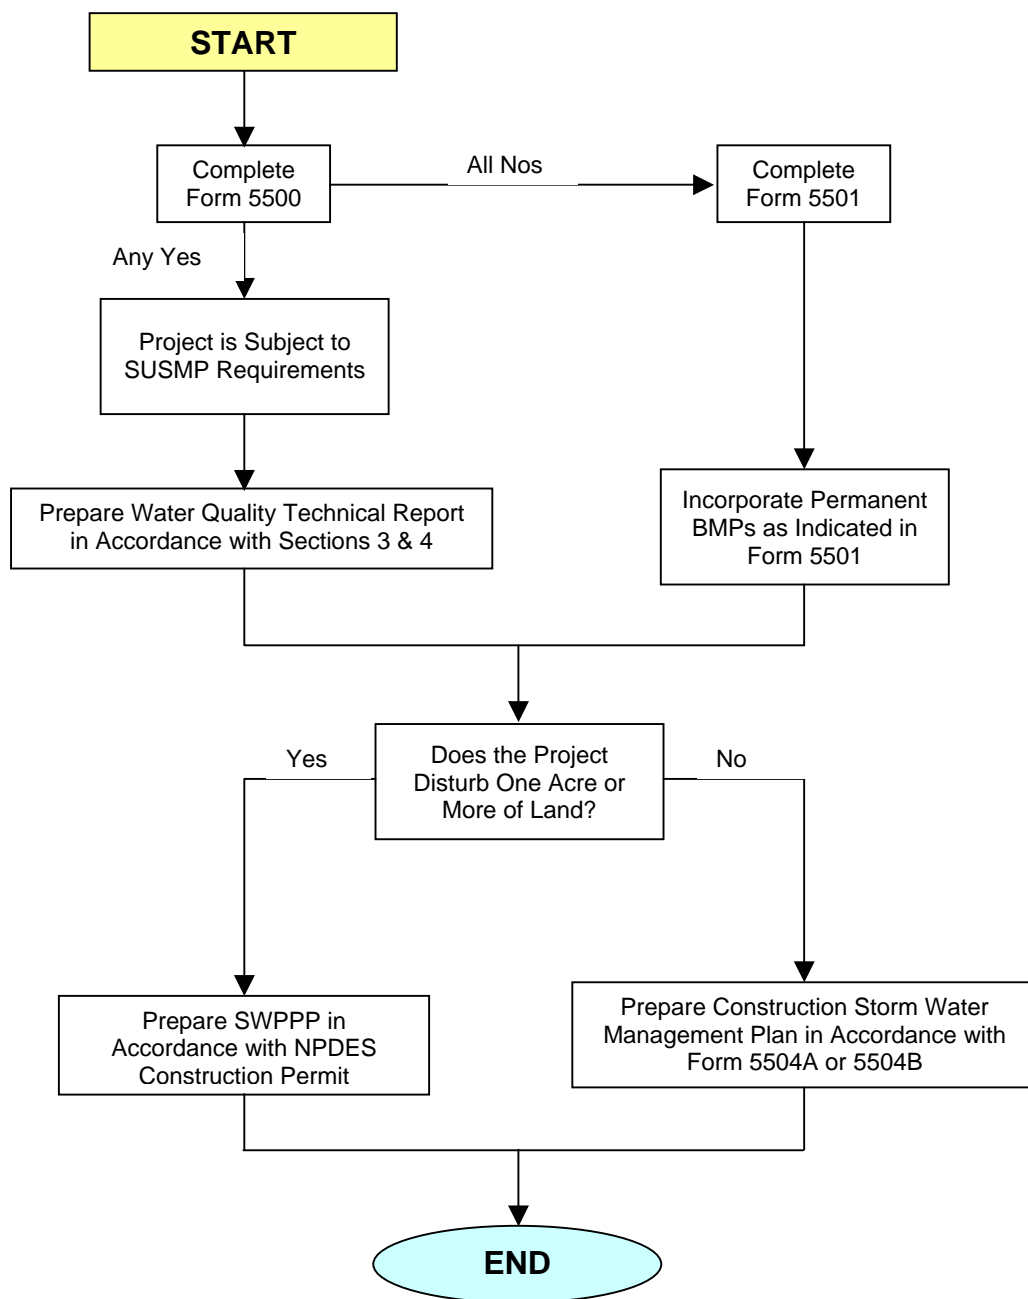 START
Complete
Form 5500
All Nos
Complete
Form 5501
Any Yes
Project is Subject to
SUSMP Requirements
Prepare Water Quality Technical Report
in Accordance with Sections 3 & 4
Incorporate Permanent
BMPs as Indicated in
Form 5501
Does the Project
Disturb One Acre or
More of Land?
Yes
No
Prepare SWPPP in
Accordance with NPDES
Construction Permit
Prepare Construction Storm Water
Management Plan in Accordance with
Form 5504A or 5504B
END